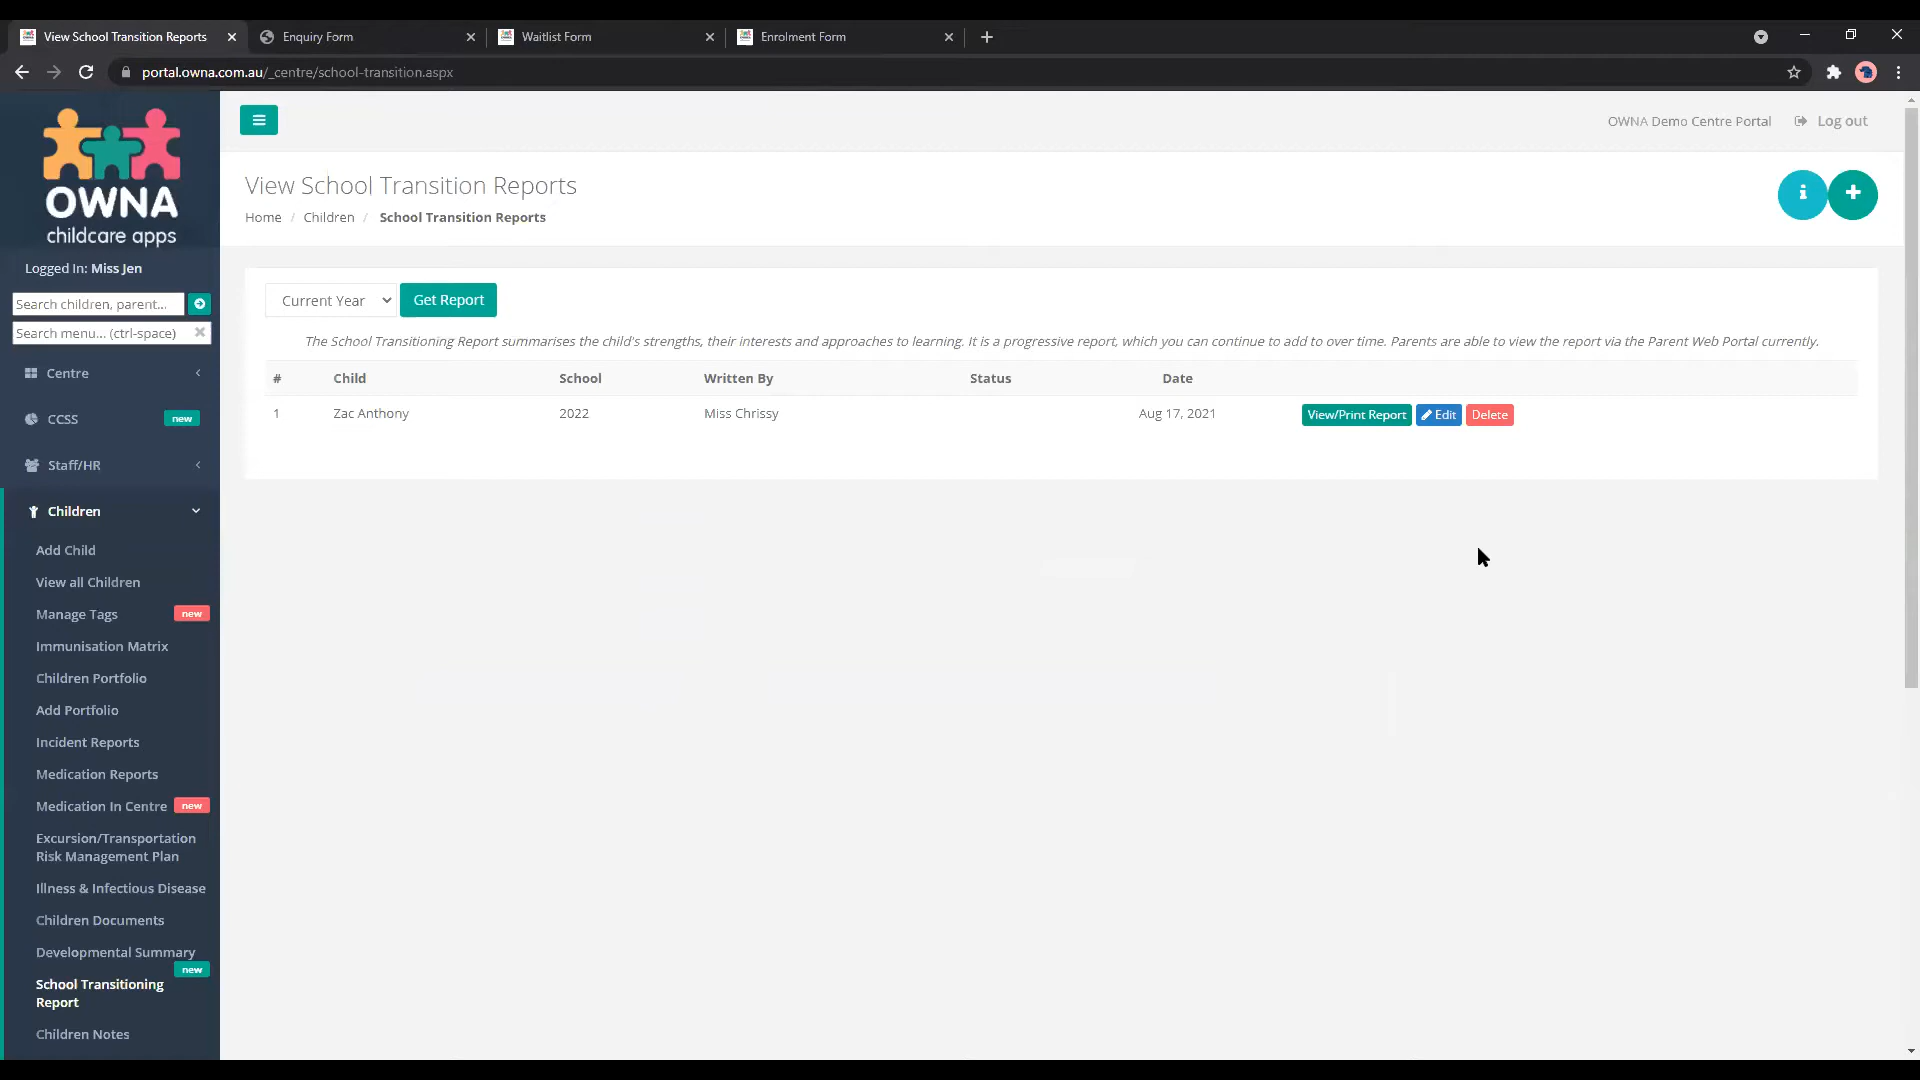 View School Transition Reports
Enquiry Form
Waitlist Form
Enrolment Form
portal.owna.com.au/_centre/school-transition.aspx
OWNA
childcare apps
Logged In: Miss Jen
Search children, parent...
Search menu... (ctrl-space)
Centre
CCSS new
Staff/HR
Children
Add Child
View all Children
Manage Tags new
Immunisation Matrix
Children Portfolio
Add Portfolio
Incident Reports
Medication Reports
Medication In Centre new
Excursion/Transportation
Risk Management Plan
Illness & Infectious Disease
Children Documents
Developmental Summary
new
School Transitioning
Report
Children Notes
OWNA Demo Centre Portal Log out
View School Transition Reports
Home / Children / School Transition Reports
Current Year Get Report
The School Transitioning Report summarises the child's strengths, their interests and approaches to learning. It is a progressive report, which you can continue to add to over time. Parents are able to view the report via the Parent Web Portal currently.
# Child School Written By Status Date
1 Zac Anthony 2022 Miss Chrissy Aug 17, 2021 View/Print Report Edit Delete